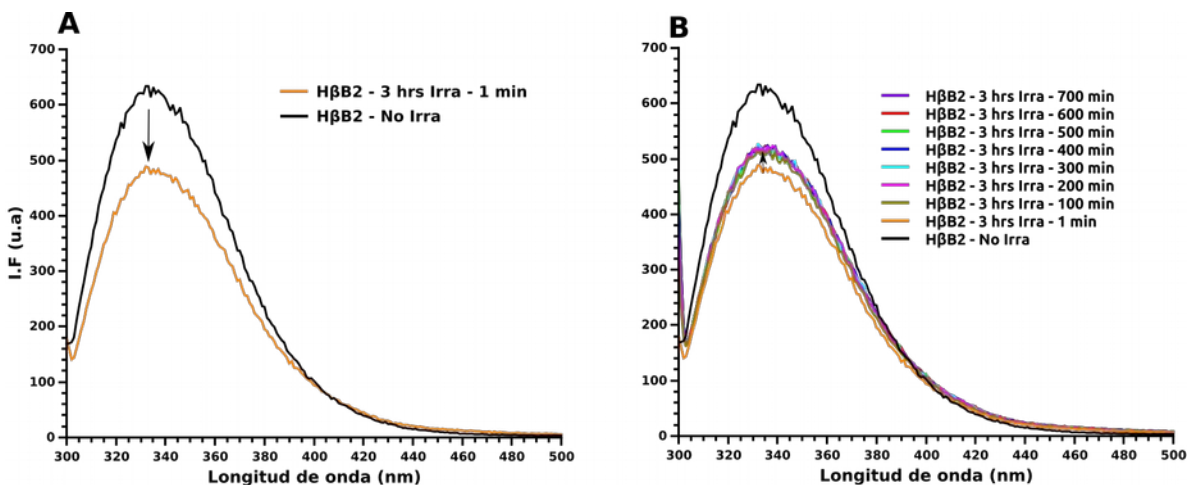 A
700
600
500
400
300
200
100
0
I.F (u.a)
HβB2 - 3 hrs Irra - 1 min
HβB2 - No Irra
300 320 340 360 380 400 420 440 460 480 500
Longitud de onda (nm)
B
700
600
500
400
300
200
100
0
HβB2 - 3 hrs Irra - 700 min
HβB2 - 3 hrs Irra - 600 min
HβB2 - 3 hrs Irra - 500 min
HβB2 - 3 hrs Irra - 400 min
HβB2 - 3 hrs Irra - 300 min
HβB2 - 3 hrs Irra - 200 min
HβB2 - 3 hrs Irra - 100 min
HβB2 - 3 hrs Irra - 1 min
HβB2 - No Irra
300 320 340 360 380 400 420 440 460 480 500
Longitud de onda (nm)